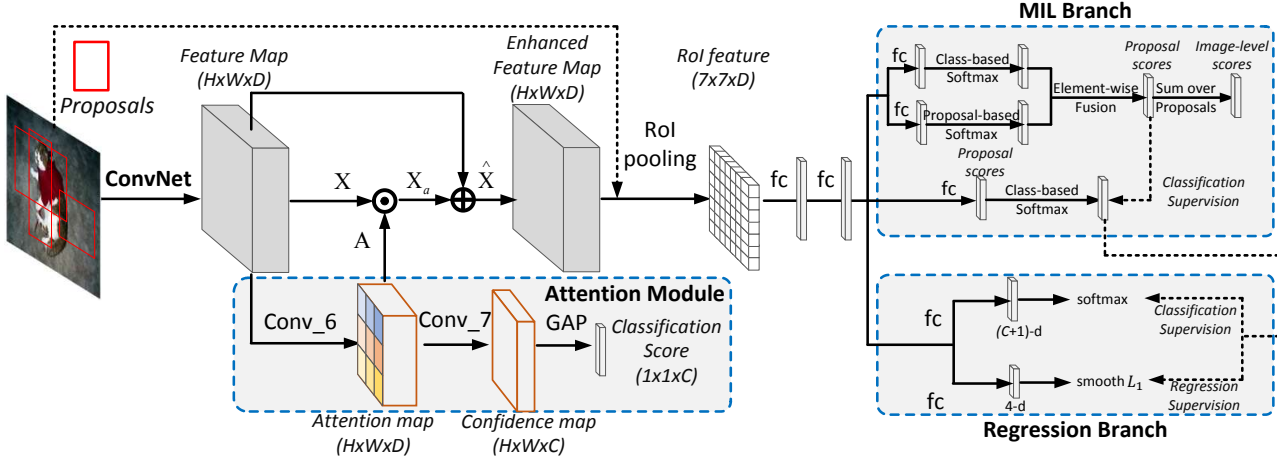 Proposals
ConvNet
Feature Map
(HxWxD)
X
A
X_a
X̂
Enhanced
Feature Map
(HxWxD)
RoI
pooling
RoI feature
(7x7xD)
fc
fc
Attention Module
Conv_6
Conv_7
GAP
Classification
Score
(1x1xC)
Attention map
(HxWxD)
Confidence map
(HxWxC)
MIL Branch
fc
Class-based
Softmax
fc
Proposal-based
Softmax
Element-wise
Fusion
Proposal
scores
Sum over
Proposals
Image-level
scores
fc
Proposal
scores
Class-based
Softmax
Classification
Supervision
fc
(C+1)-d
softmax
Classification
Supervision
fc
4-d
smooth L₁
Regression
Supervision
Regression Branch